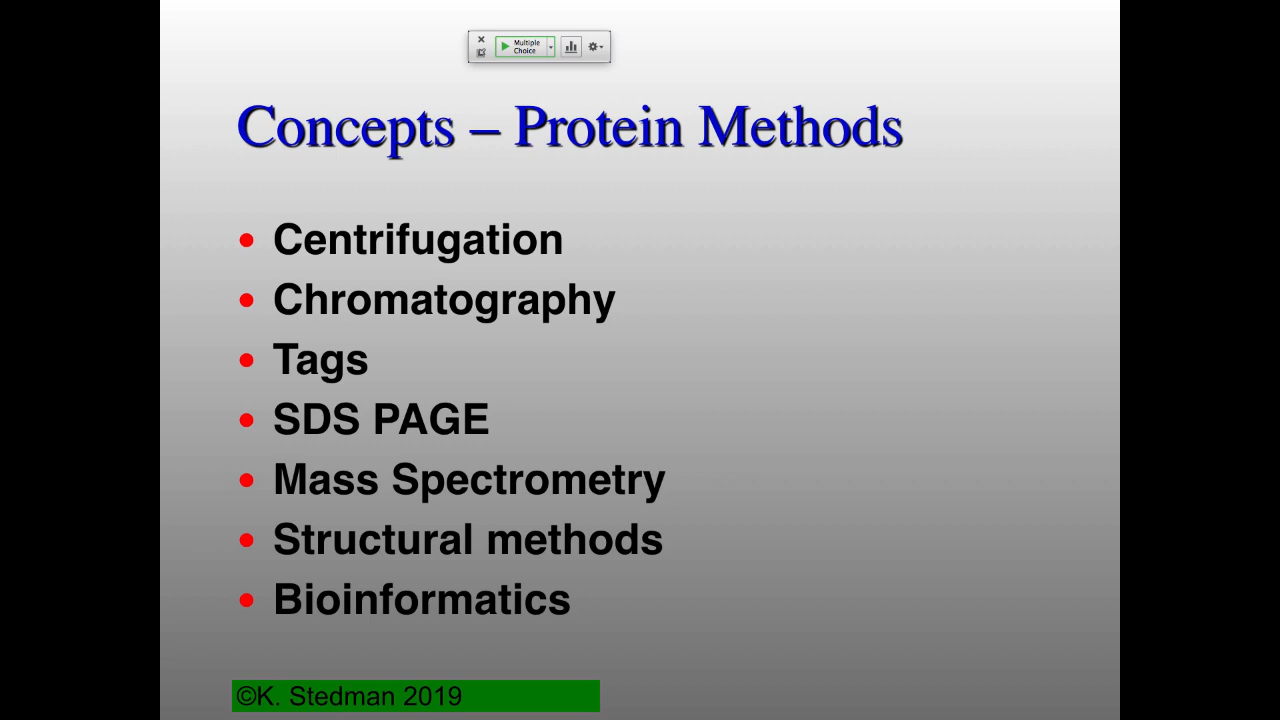 Multiple
Choice
Concepts – Protein Methods
• Centrifugation
• Chromatography
• Tags
• SDS PAGE
• Mass Spectrometry
• Structural methods
• Bioinformatics
©K. Stedman 2019